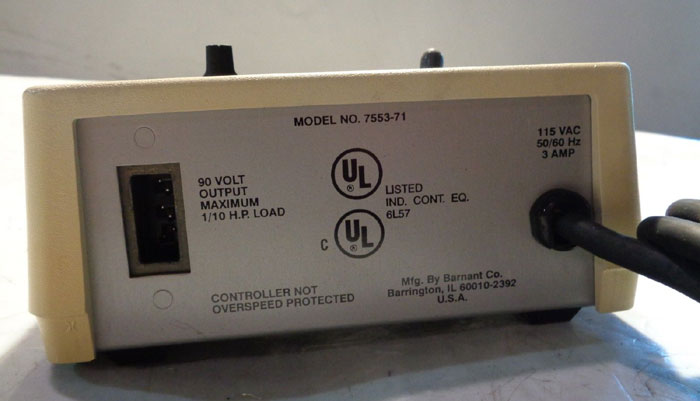 MODEL NO. 7553-71
115 VAC
50/60 Hz
3 AMP
90 VOLT
OUTPUT
MAXIMUM
1/10 H.P. LOAD
UL
®
LISTED
IND. CONT. EQ.
6L57
C
UL
®
CONTROLLER NOT
OVERSPEED PROTECTED
Mfg. By Barnant Co.
Barrington, IL 60010-2392
U.S.A.